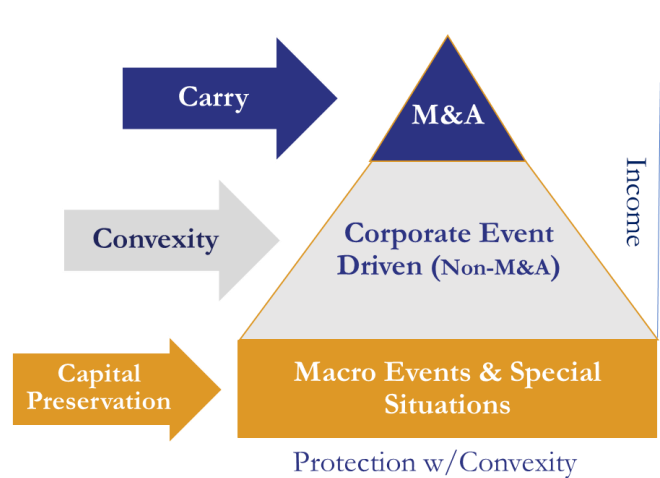 Carry
M&A
Income
Convexity
Corporate Event
Driven (Non-M&A)
Capital
Preservation
Macro Events & Special
Situations
Protection w/Convexity